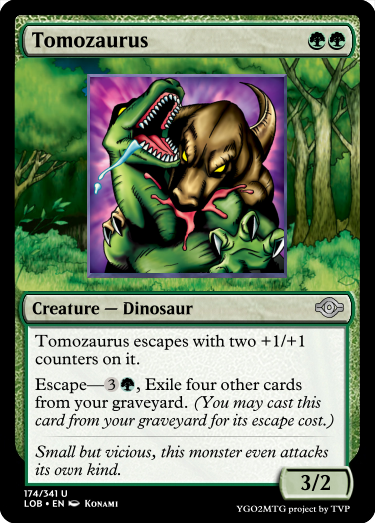 Tomozaurus
Creature — Dinosaur
Tomozaurus escapes with two +1/+1
counters on it.
Escape—3, Exile four other cards
from your graveyard. (You may cast this
card from your graveyard for its escape cost.)
Small but vicious, this monster even attacks
its own kind.
3/2
174/341 U
LOB • EN Konami
YGO2MTG project by TVP